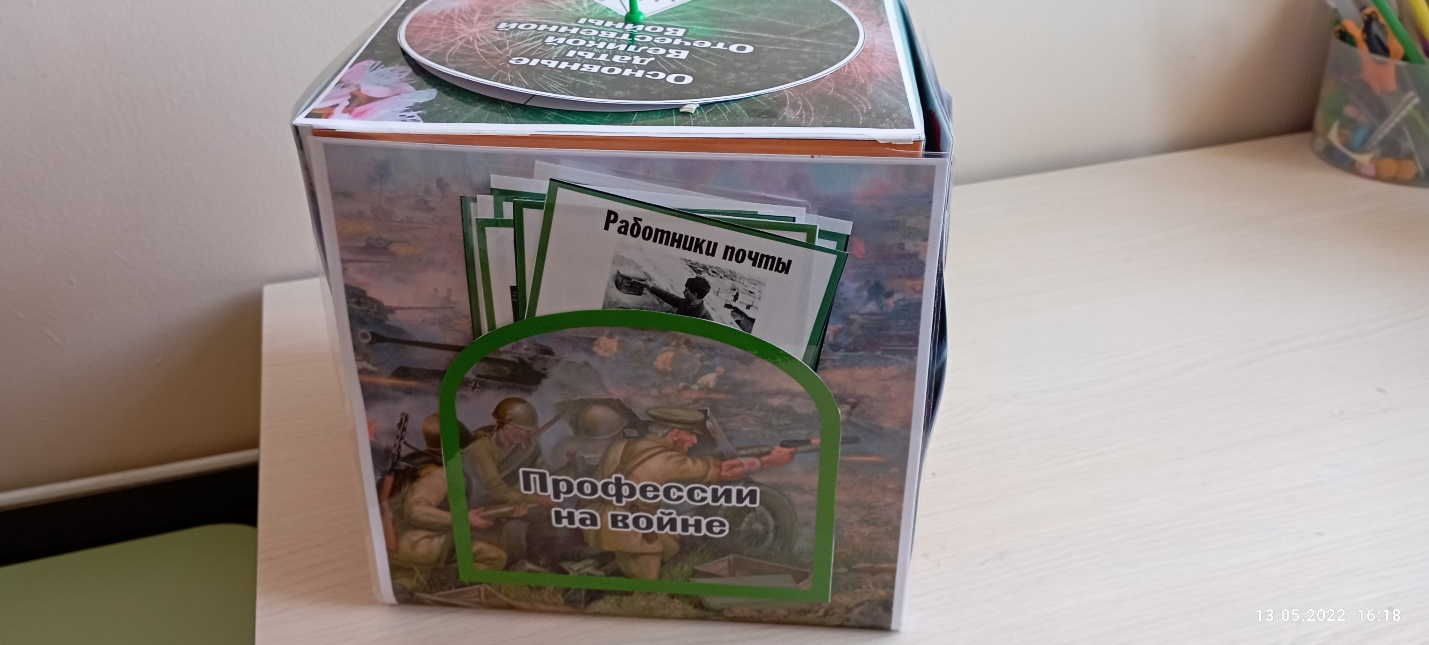 Основные
даты
Великой
Отечественной
Войны
Работники почты
Профессии
на войне
13.05.2022 16:18